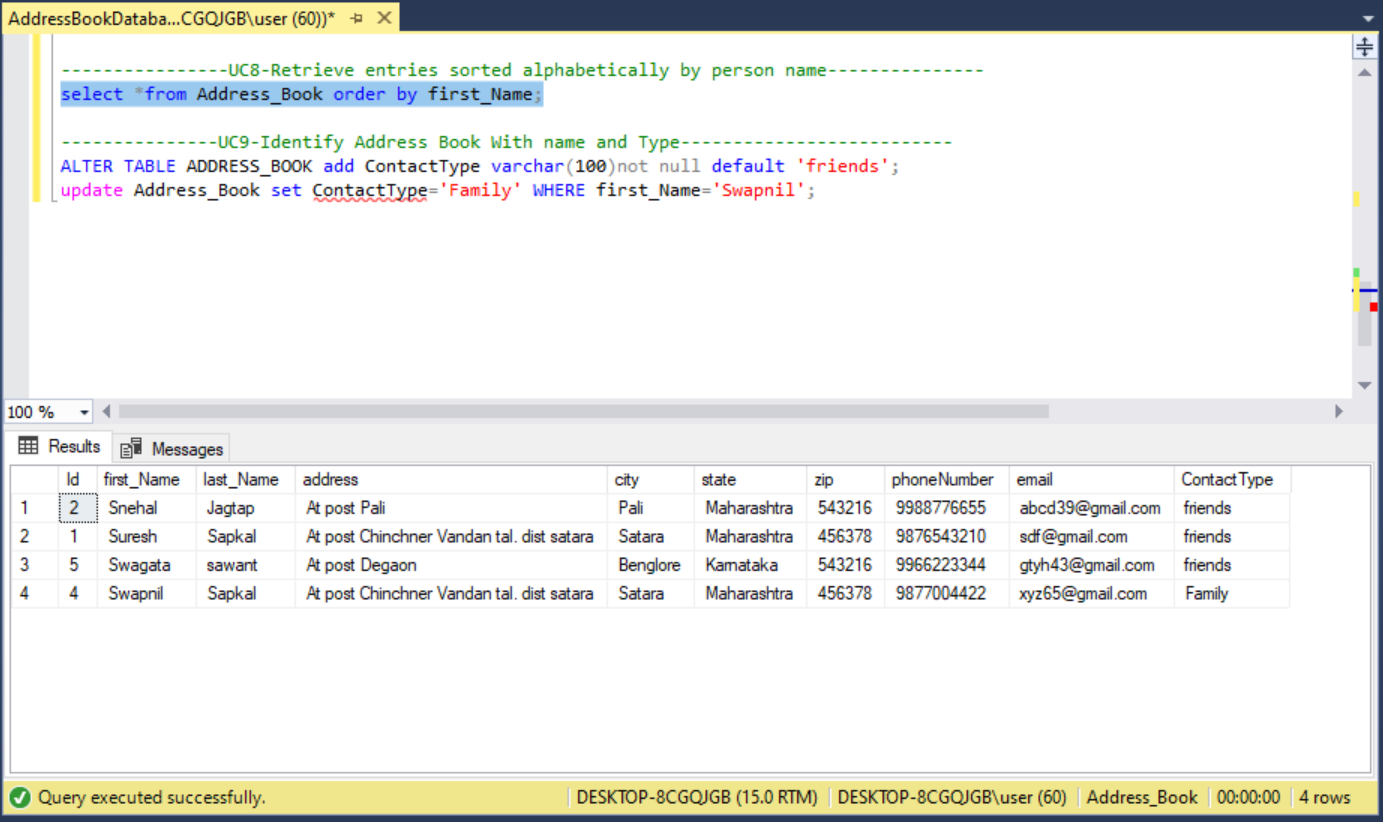 AddressBookDataba...CGQJGB\user (60))*
----------------UC8-Retrieve entries sorted alphabetically by person name---------------
select *from Address_Book order by first_Name;
---------------UC9-Identify Address Book With name and Type--------------------------
ALTER TABLE ADDRESS_BOOK add ContactType varchar(100)not null default 'friends';
update Address_Book set ContactType='Family' WHERE first_Name='Swapnil';
100 %
Results Messages
Id first_Name last_Name address city state zip phoneNumber email ContactType
1 2 Snehal Jagtap At post Pali Pali Maharashtra 543216 9988776655 abcd39@gmail.com friends
2 1 Suresh Sapkal At post Chinchner Vandan tal. dist satara Satara Maharashtra 456378 9876543210 sdf@gmail.com friends
3 5 Swagata sawant At post Degaon Benglore Karnataka 543216 9966223344 gtyh43@gmail.com friends
4 4 Swapnil Sapkal At post Chinchner Vandan tal. dist satara Satara Maharashtra 456378 9877004422 xyz65@gmail.com Family
Query executed successfully. DESKTOP-8CGQJGB (15.0 RTM) DESKTOP-8CGQJGB\user (60) Address_Book 00:00:00 4 rows